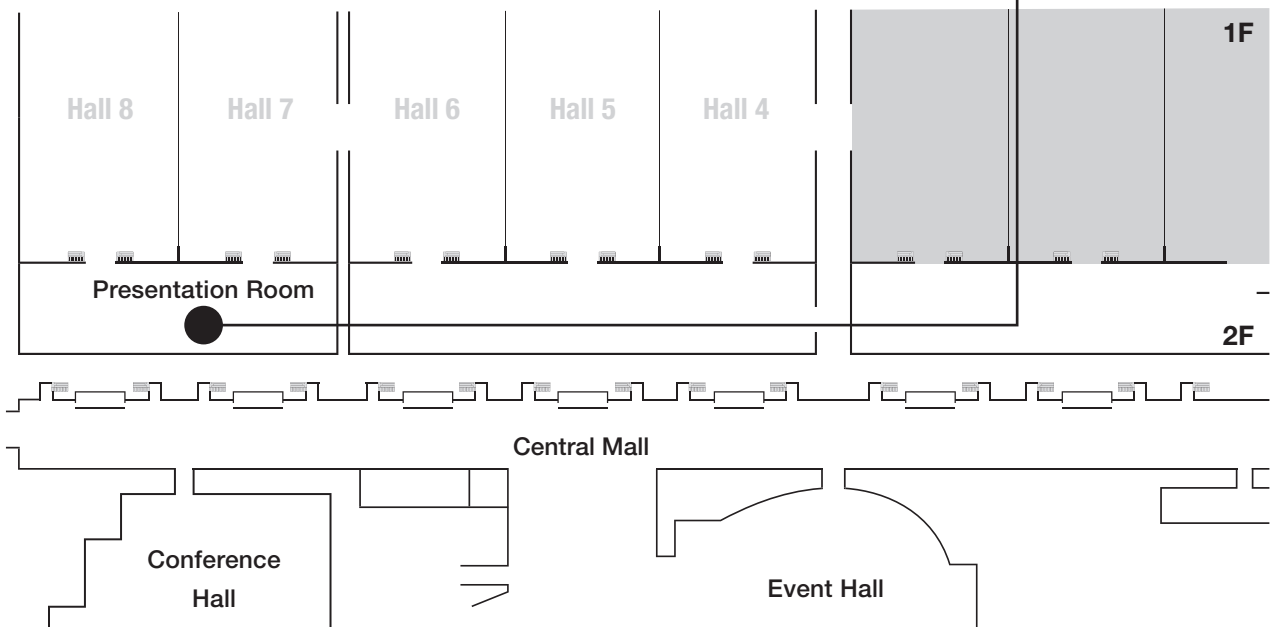 1F
Hall 8
Hall 7
Hall 6
Hall 5
Hall 4
Presentation Room
2F
Central Mall
Conference
Hall
Event Hall